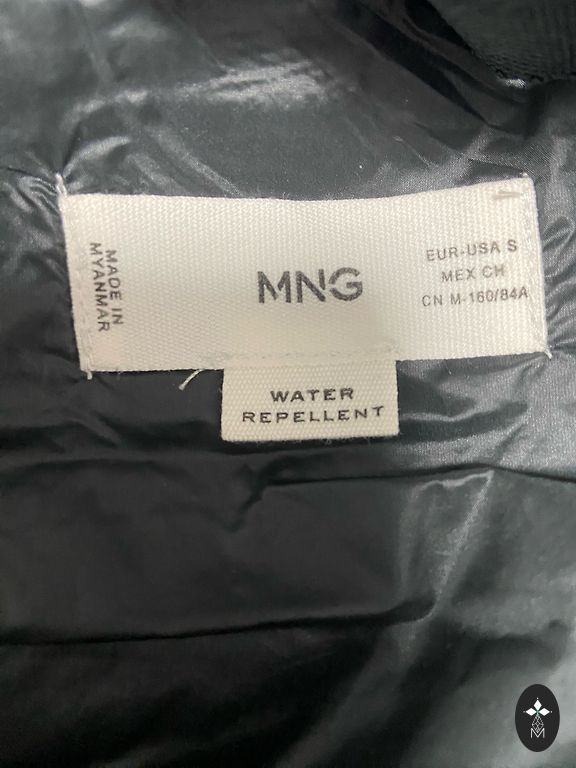 MADE IN
MYANMAR
MNG
EUR-USA S
MEX CH
CN M-160/84A
WATER
REPELLENT
M